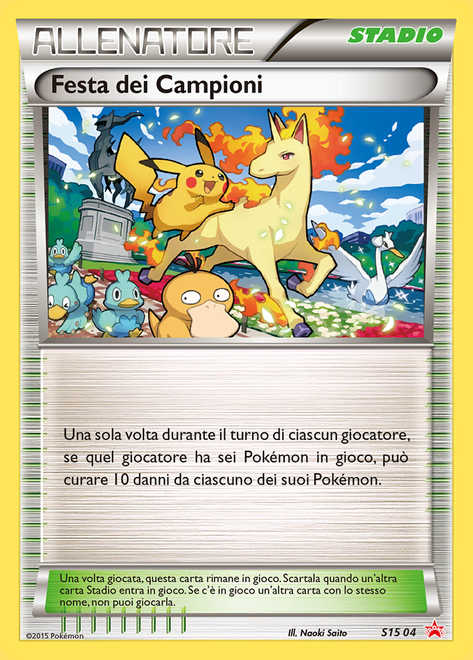 ALLENATORE
STADIO
Festa dei Campioni
Una sola volta durante il turno di ciascun giocatore,
se quel giocatore ha sei Pokémon in gioco, può
curare 10 danni da ciascuno dei suoi Pokémon.
Una volta giocata, questa carta rimane in gioco. Scartala quando un'altra
carta Stadio entra in gioco. Se c'è in gioco un'altra carta con lo stesso
nome, non puoi giocarla.
©2015 Pokémon
Ill. Naoki Saito
S15 04